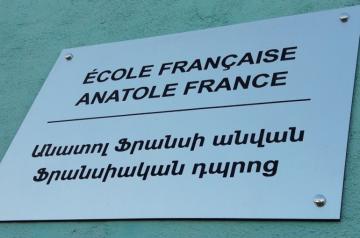 ÉCOLE FRANÇAISE
ANATOLE FRANCE
Անատոլ Ֆրանսի անվան
Ֆրանսիական դպրոց